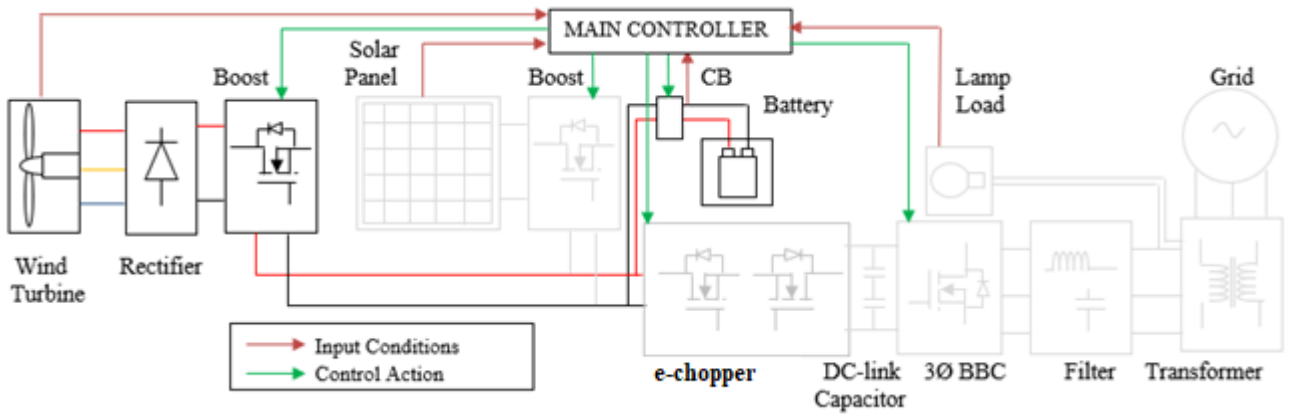 MAIN CONTROLLER
Solar
Panel
Boost
Boost
CB
Battery
Lamp
Load
Grid
Wind
Turbine
Rectifier
Input Conditions
Control Action
e-chopper
DC-link
Capacitor
3Ø BBC
Filter
Transformer